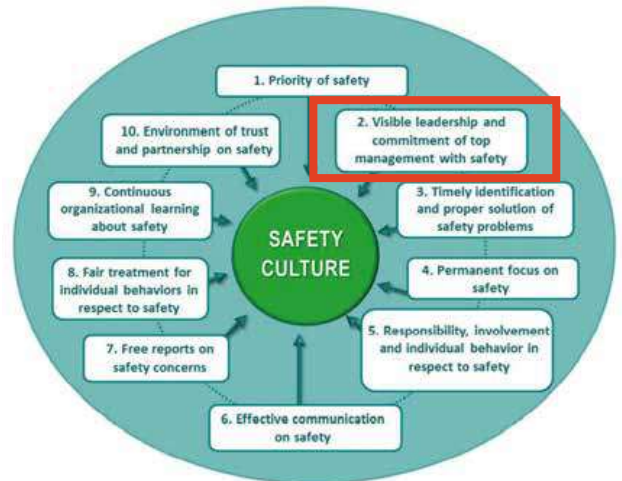 1. Priority of safety
2. Visible leadership and
commitment of top
management with safety
3. Timely identification
and proper solution of
safety problems
4. Permanent focus on
safety
5. Responsibility, involvement
and individual behavior in
respect to safety
6. Effective communication
on safety
7. Free reports on
safety concerns
8. Fair treatment for
individual behaviors in
respect to safety
9. Continuous
organizational learning
about safety
10. Environment of trust
and partnership on safety
SAFETY
CULTURE